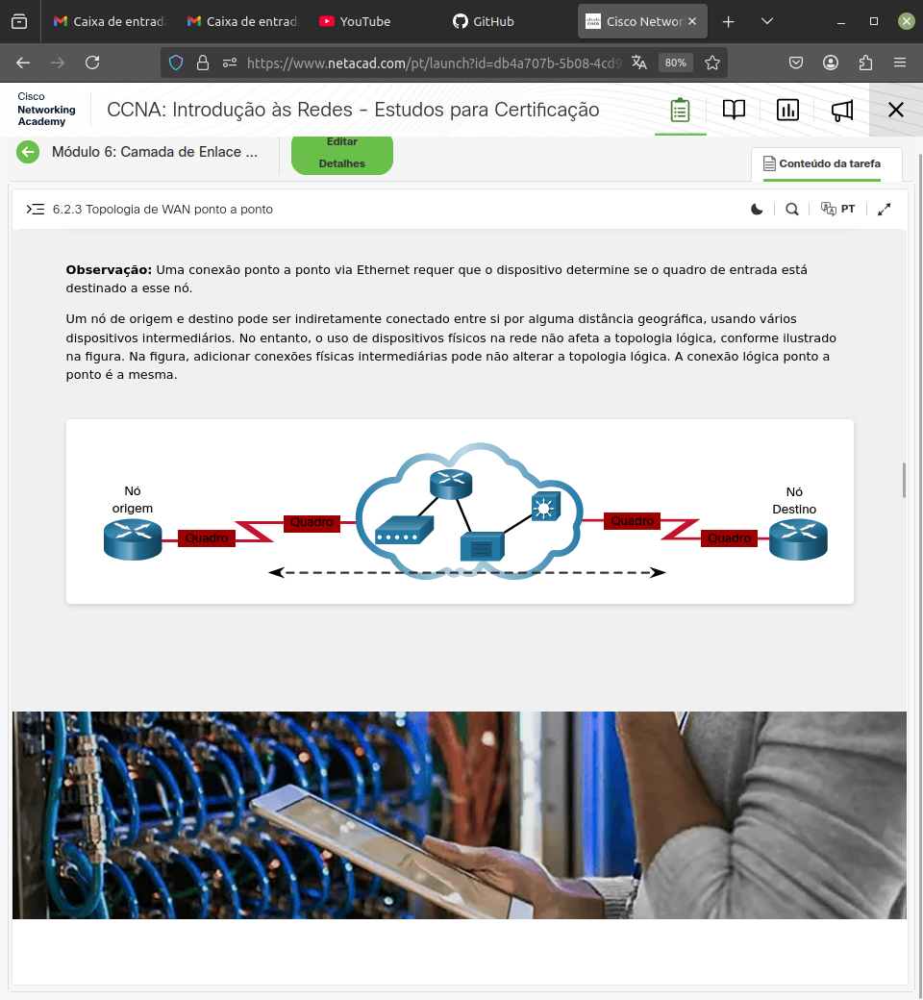 Caixa de entrad
Caixa de entrad
YouTube
GitHub
Cisco Networ
https://www.netacad.com/pt/launch?id=db4a707b-5b08-4cd9
80%
Cisco
Networking
Academy
CCNA: Introdução às Redes - Estudos para Certificação
Módulo 6: Camada de Enlace ...
Editar
Detalhes
Conteúdo da tarefa
6.2.3 Topologia de WAN ponto a ponto
PT
Observação: Uma conexão ponto a ponto via Ethernet requer que o dispositivo determine se o quadro de entrada está
destinado a esse nó.
Um nó de origem e destino pode ser indiretamente conectado entre si por alguma distância geográfica, usando vários
dispositivos intermediários. No entanto, o uso de dispositivos físicos na rede não afeta a topologia lógica, conforme ilustrado
na figura. Na figura, adicionar conexões físicas intermediárias pode não alterar a topologia lógica. A conexão lógica ponto a
ponto é a mesma.
Nó
origem
Quadro
Quadro
Quadro
Quadro
Nó
Destino